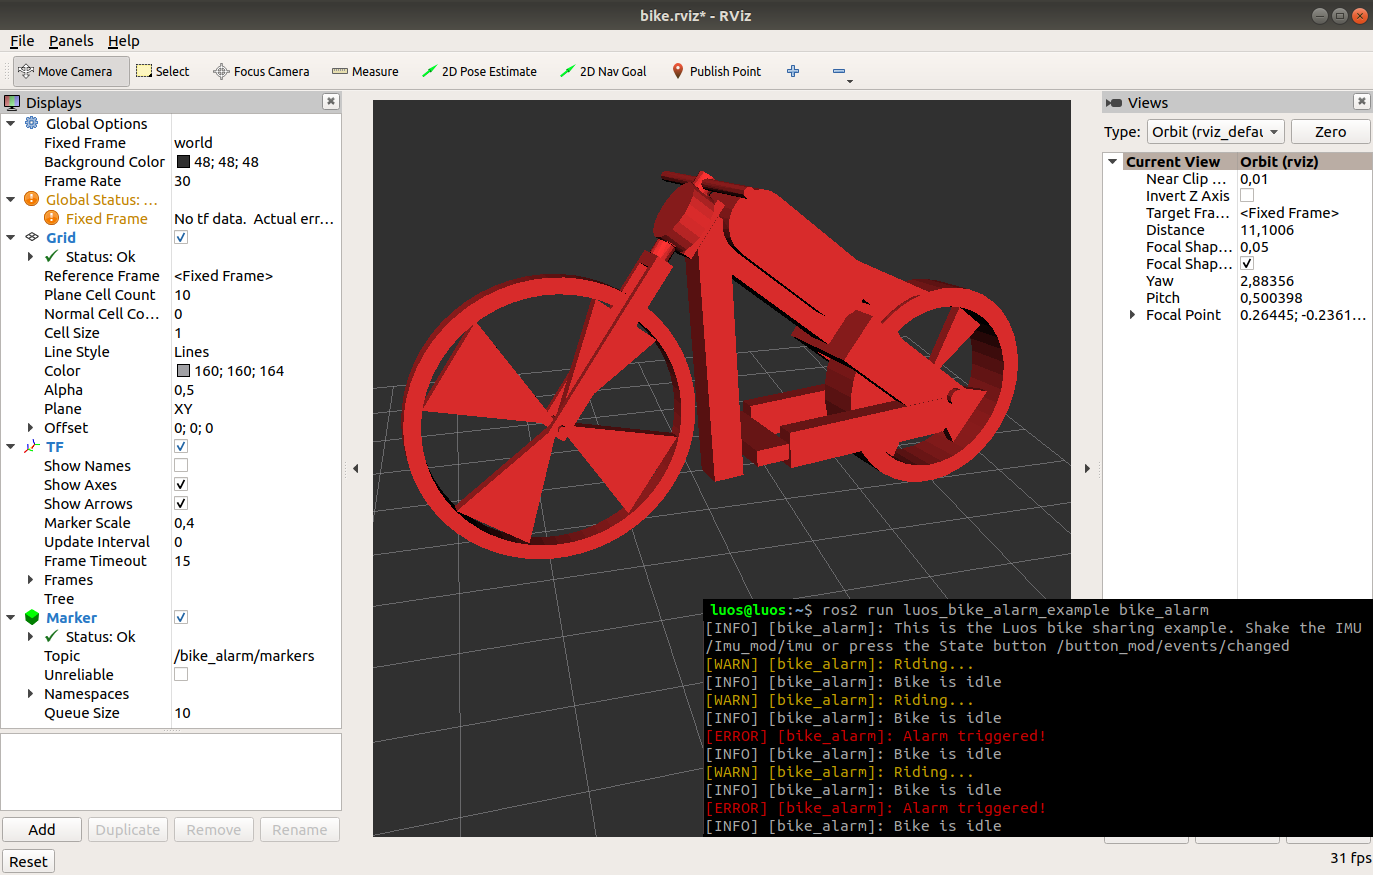 bike.rviz* - RViz
File Panels Help
Move Camera Select Focus Camera Measure 2D Pose Estimate 2D Nav Goal Publish Point
Displays
Global Options
Fixed Frame world
Background Color 48; 48; 48
Frame Rate 30
Global Status: ...
Fixed Frame No tf data. Actual err...
Grid
Status: Ok
Reference Frame <Fixed Frame>
Plane Cell Count 10
Normal Cell Co... 0
Cell Size 1
Line Style Lines
Color 160; 160; 164
Alpha 0,5
Plane XY
Offset 0; 0; 0
TF
Show Names
Show Axes
Show Arrows
Marker Scale 0,4
Update Interval 0
Frame Timeout 15
Frames
Tree
Marker
Status: Ok
Topic /bike_alarm/markers
Unreliable
Namespaces
Queue Size 10
Add Duplicate Remove Rename
Reset
Views
Type: Orbit (rviz_defau Zero
Current View Orbit (rviz)
Near Clip ... 0,01
Invert Z Axis
Target Fra... <Fixed Frame>
Distance 11,1006
Focal Shap... 0,05
Focal Shap...
Yaw 2,88356
Pitch 0,500398
Focal Point 0.26445; -0.2361...
luos@luos:~$ ros2 run luos_bike_alarm_example bike_alarm
[INFO] [bike_alarm]: This is the Luos bike sharing example. Shake the IMU
/Imu_mod/imu or press the State button /button_mod/events/changed
[WARN] [bike_alarm]: Riding...
[INFO] [bike_alarm]: Bike is idle
[WARN] [bike_alarm]: Riding...
[INFO] [bike_alarm]: Bike is idle
[ERROR] [bike_alarm]: Alarm triggered!
[INFO] [bike_alarm]: Bike is idle
[WARN] [bike_alarm]: Riding...
[INFO] [bike_alarm]: Bike is idle
[ERROR] [bike_alarm]: Alarm triggered!
[INFO] [bike_alarm]: Bike is idle
31 fps